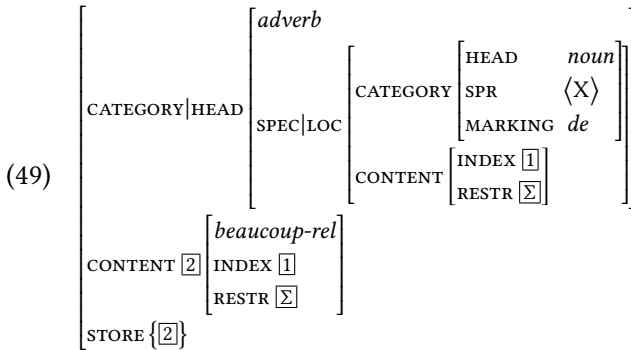 adverb
HEAD noun
SPR ⟨X⟩
MARKING de
CATEGORY
CATEGORY|HEAD
SPEC|LOC
INDEX 1
RESTR Σ
CONTENT
(49)
beaucoup-rel
CONTENT 2 INDEX 1
RESTR Σ
STORE {2}